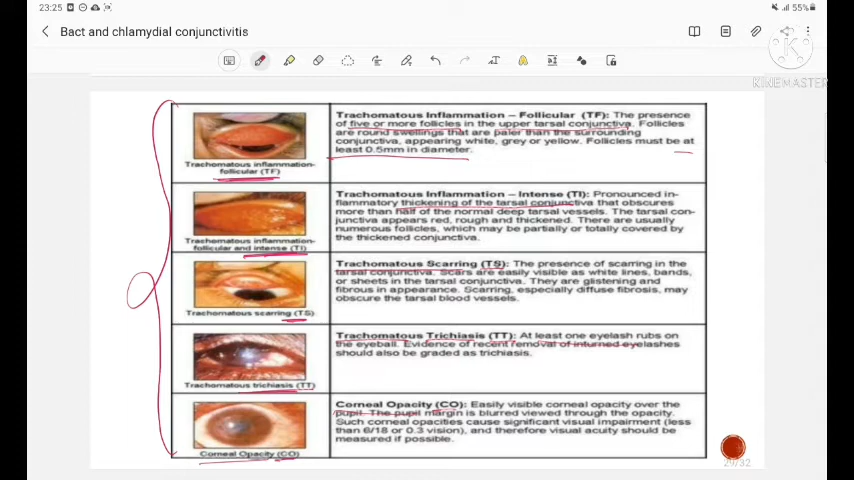 23:25
55%
Bact and chlamydial conjunctivitis
K
KINEMASTER
Trachomatous inflammation-
follicular (TF)
Trachomatous Inflammation – Follicular (TF): The presence
of five or more follicles in the upper tarsal conjunctiva. Follicles
are round swellings that are paler than the surrounding
conjunctiva, appearing white, grey or yellow. Follicles must be at
least 0.5mm in diameter.
Trachomatous inflammation-
follicular and intense (TI)
Trachomatous Inflammation – Intense (TI): Pronounced in-
flammatory thickening of the tarsal conjunctiva that obscures
more than half of the normal deep tarsal vessels. The tarsal con-
junctiva appears red, rough and thickened. There are usually
numerous follicles, which may be partially or totally covered by
the thickened conjunctiva.
Trachomatous scarring (TS)
Trachomatous Scarring (TS): The presence of scarring in the
tarsal conjunctiva. Scars are easily visible as white lines, bands,
or sheets in the tarsal conjunctiva. They are glistening and
fibrous in appearance. Scarring, especially diffuse fibrosis, may
obscure the tarsal blood vessels.
Trachomatous trichiasis (TT)
Trachomatous Trichiasis (TT): At least one eyelash rubs on
the eyeball. Evidence of recent removal of inturned eyelashes
should also be graded as trichiasis.
Corneal Opacity (CO)
Corneal Opacity (CO): Easily visible corneal opacity over the
pupil. The pupil margin is blurred viewed through the opacity.
Such corneal opacities cause significant visual impairment (less
than 6/18 or 0.3 vision), and therefore visual acuity should be
measured if possible.
29/32